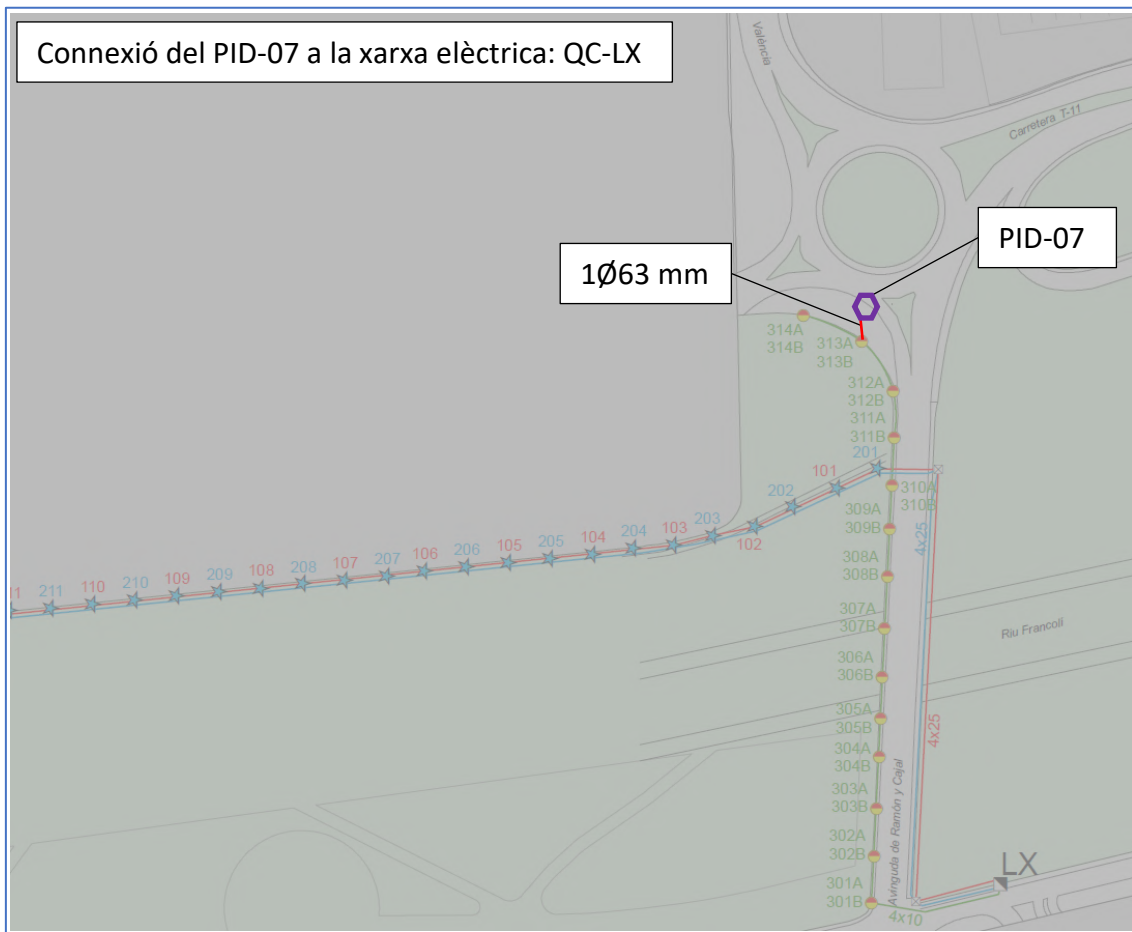 Connexió del PID-07 a la xarxa elèctrica: QC-LX
València
Carretera T-11
PID-07
1Ø63 mm
314A
314B
313A
313B
312A
312B
311A
311B
201
101
202
310A
310B
309A
309B
203
102
103
204
104
205
105
206
106
207
107
208
108
209
109
210
110
211
11
4x25
308A
308B
307A
307B
Riu Francolí
306A
306B
305A
305B
4x25
304A
304B
303A
303B
Avinguda de Ramón y Cajal
302A
302B
LX
301A
301B
4x10